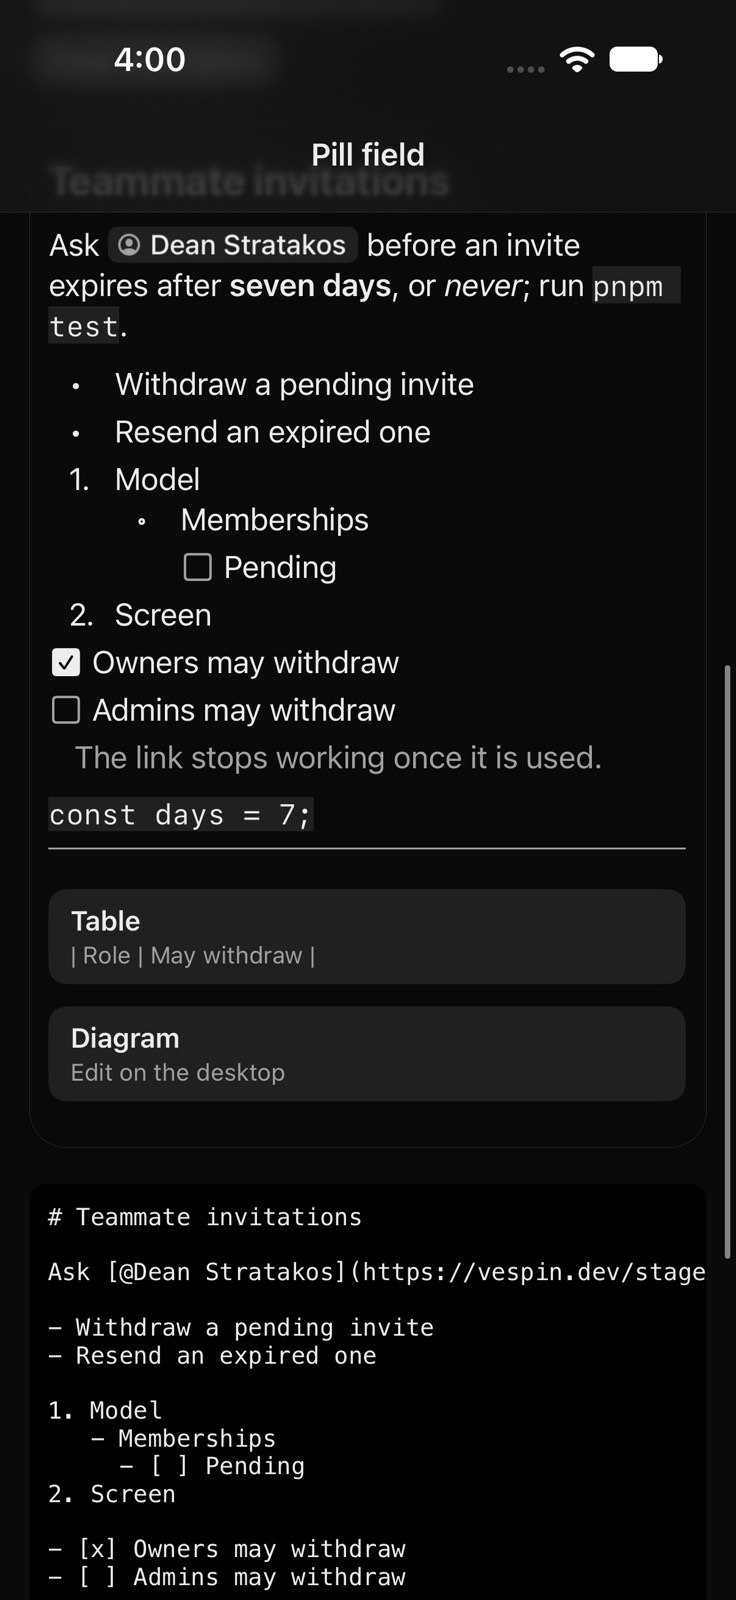 4:00
Pill field
Teammate invitations
Ask Dean Stratakos before an invite
expires after seven days, or never; run pnpm
test.
• Withdraw a pending invite
• Resend an expired one
1. Model
◦ Memberships
Pending
2. Screen
Owners may withdraw
Admins may withdraw
The link stops working once it is used.
const days = 7;
Table
| Role | May withdraw |
Diagram
Edit on the desktop
# Teammate invitations
Ask [@Dean Stratakos](https://vespin.dev/stage
- Withdraw a pending invite
- Resend an expired one
1. Model
- Memberships
- [ ] Pending
2. Screen
- [x] Owners may withdraw
- [ ] Admins may withdraw